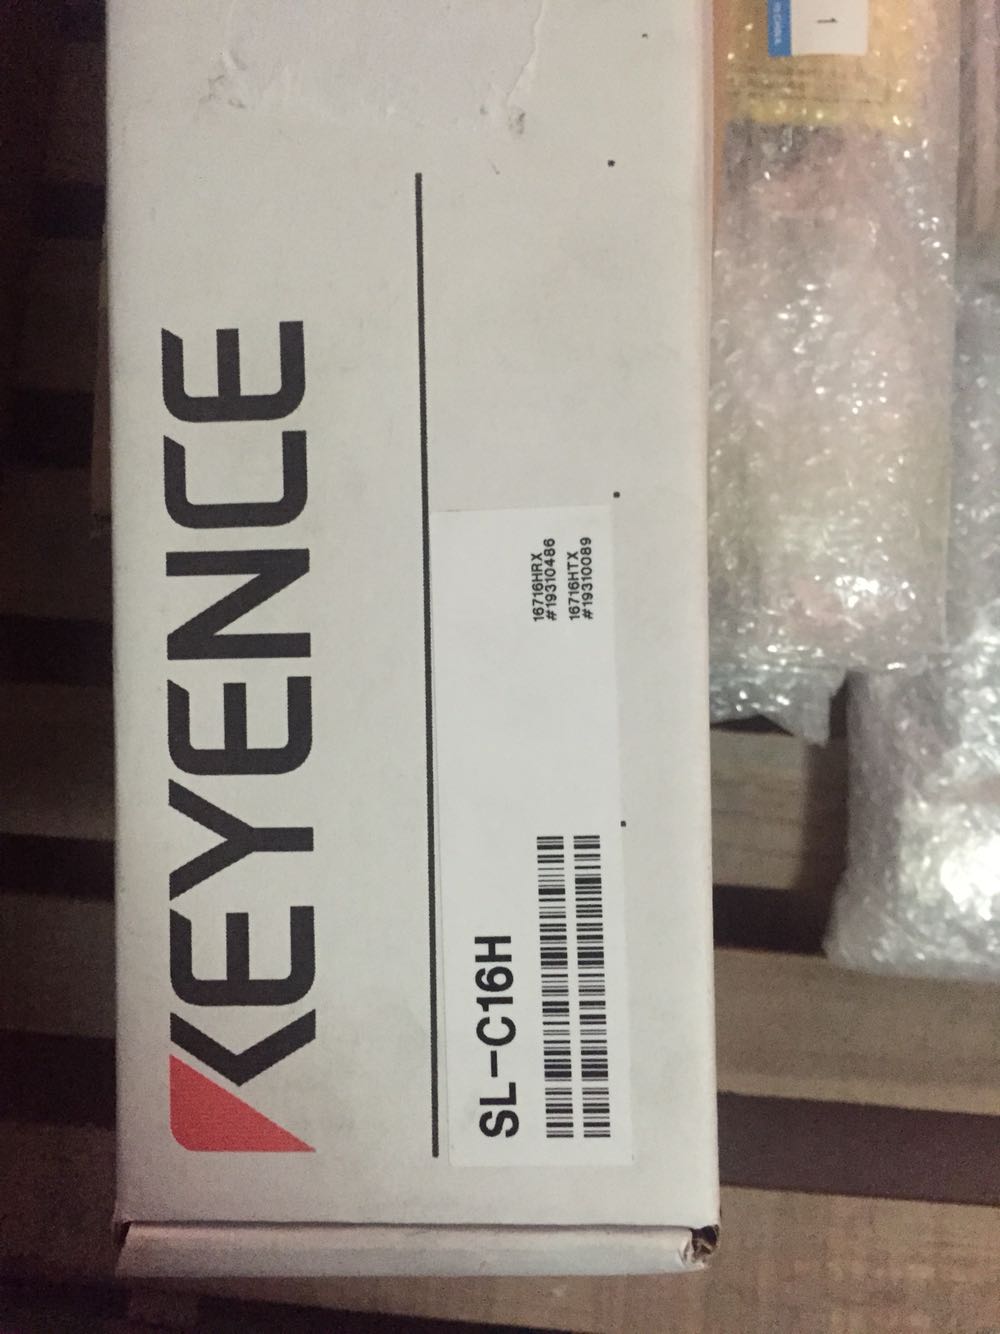 KEYENCE
SL-C16H
16716HRX
#19310486
16716HTX
#19310089
1